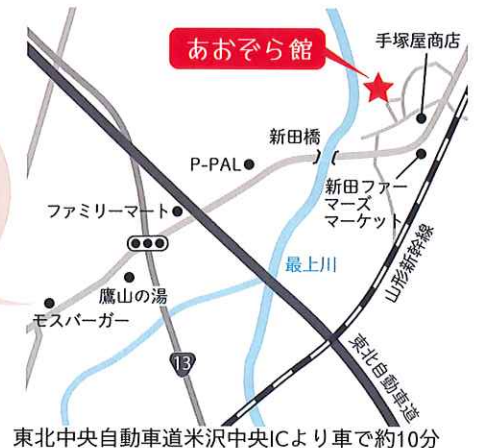 あおぞら館
手塚屋商店
新田橋
P-PAL
新田ファー
マーズ
マーケット
ファミリーマート
最上川
山形新幹線
鷹山の湯
モスバーガー
13
東北自動車道
東北中央自動車道米沢中央ICより車で約10分